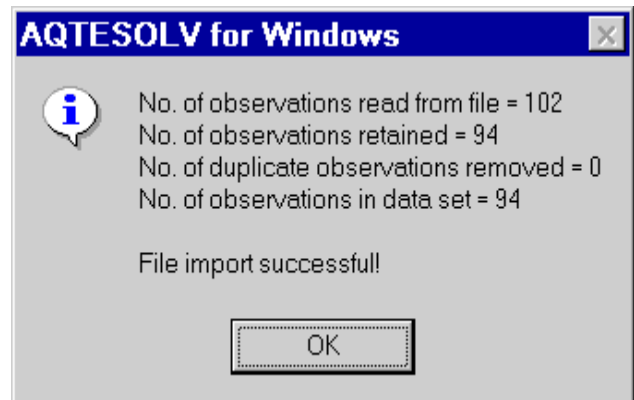 AQTESOLV for Windows
No. of observations read from file = 102
No. of observations retained = 94
No. of duplicate observations removed = 0
No. of observations in data set = 94
File import successful!
OK